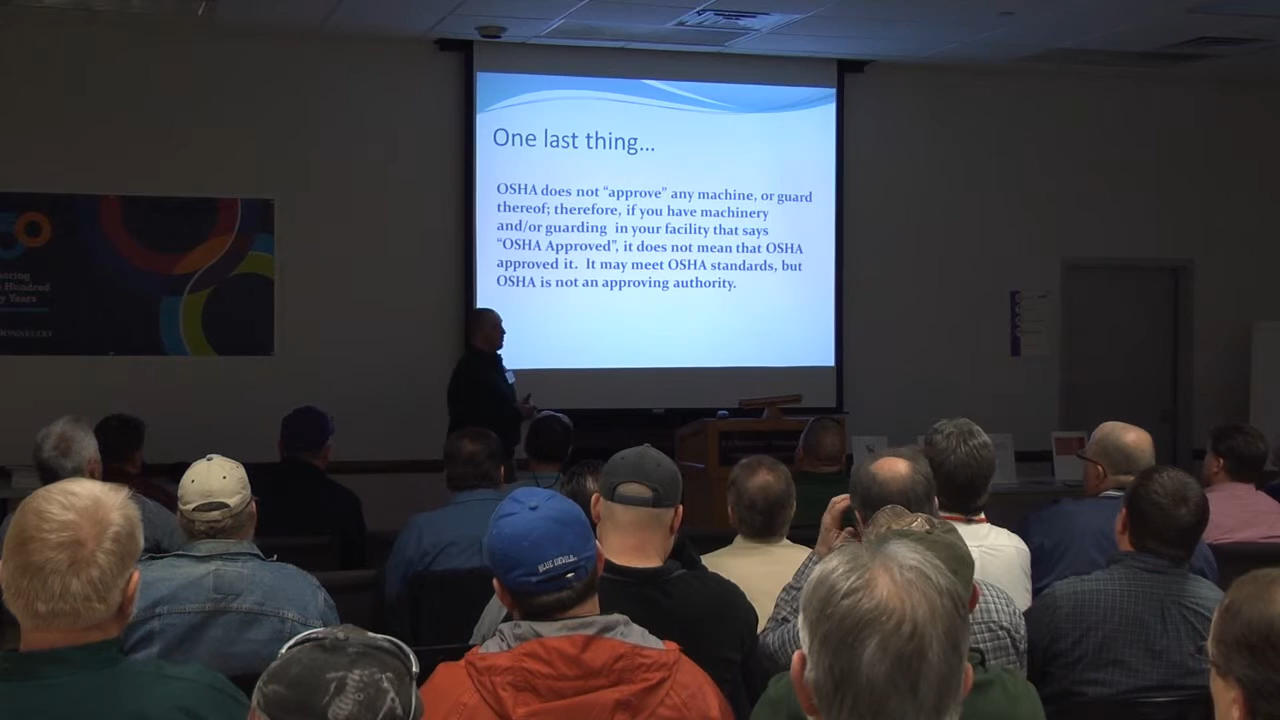 One last thing...
OSHA does not “approve” any machine, or guard
thereof; therefore, if you have machinery
and/or guarding in your facility that says
“OSHA Approved”, it does not mean that OSHA
approved it. It may meet OSHA standards, but
OSHA is not an approving authority.
Hundred
Years
BLUE DEVILS